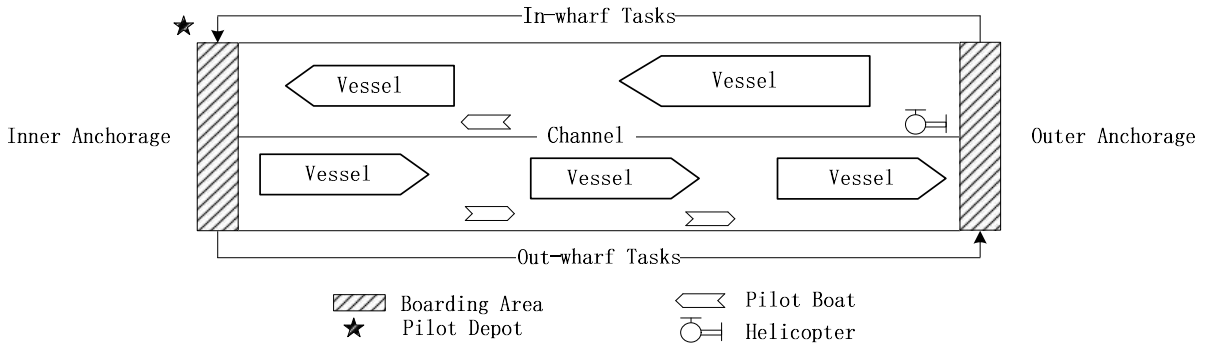 In-wharf Tasks
Vessel
Vessel
Inner Anchorage
Channel
Outer Anchorage
Vessel
Vessel
Vessel
Out-wharf Tasks
Boarding Area
Pilot Boat
Pilot Depot
Helicopter